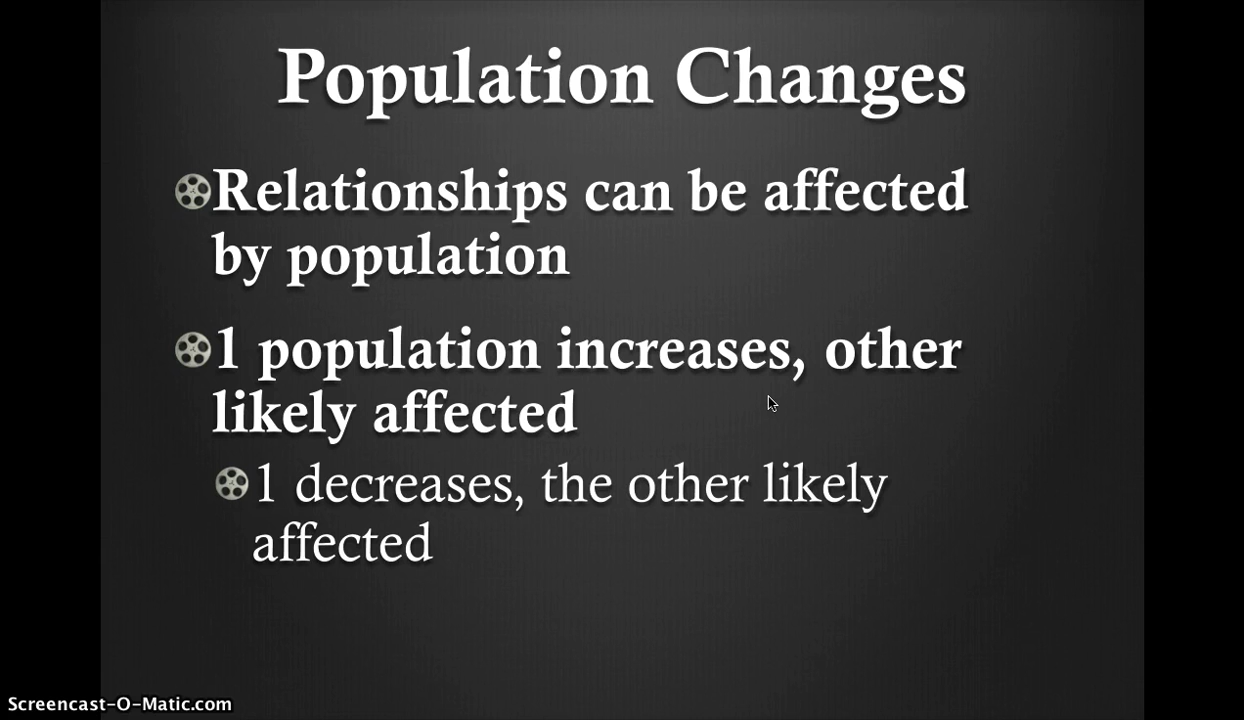 Population Changes
Relationships can be affected
by population
1 population increases, other
likely affected
1 decreases, the other likely
affected
Screencast-O-Matic.com